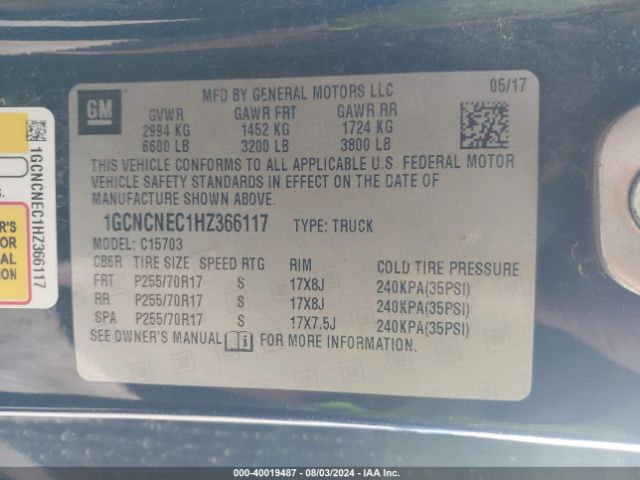 GM
MFD BY GENERAL MOTORS LLC
05/17
GVWR GAWR FRT GAWR RR
2994 KG 1452 KG 1724 KG
6600 LB 3200 LB 3800 LB
THIS VEHICLE CONFORMS TO ALL APPLICABLE U.S. FEDERAL MOTOR
VEHICLE SAFETY STANDARDS IN EFFECT ON THE DATE OF
MANUFACTURE SHOWN ABOVE.
1GCNCNEC1HZ366117 TYPE: TRUCK
MODEL: C15703
CB6R TIRE SIZE SPEED RTG RIM COLD TIRE PRESSURE
FRT P255/70R17 S 17X8J 240KPA(35PSI)
RR P255/70R17 S 17X8J 240KPA(35PSI)
SPA P255/70R17 S 17X7.5J 240KPA(35PSI)
SEE OWNER'S MANUAL FOR MORE INFORMATION.
1GCNCNEC1HZ366117
S.
R'S
OR
ON
000-40019487 - 08/03/2024 - IAA Inc.